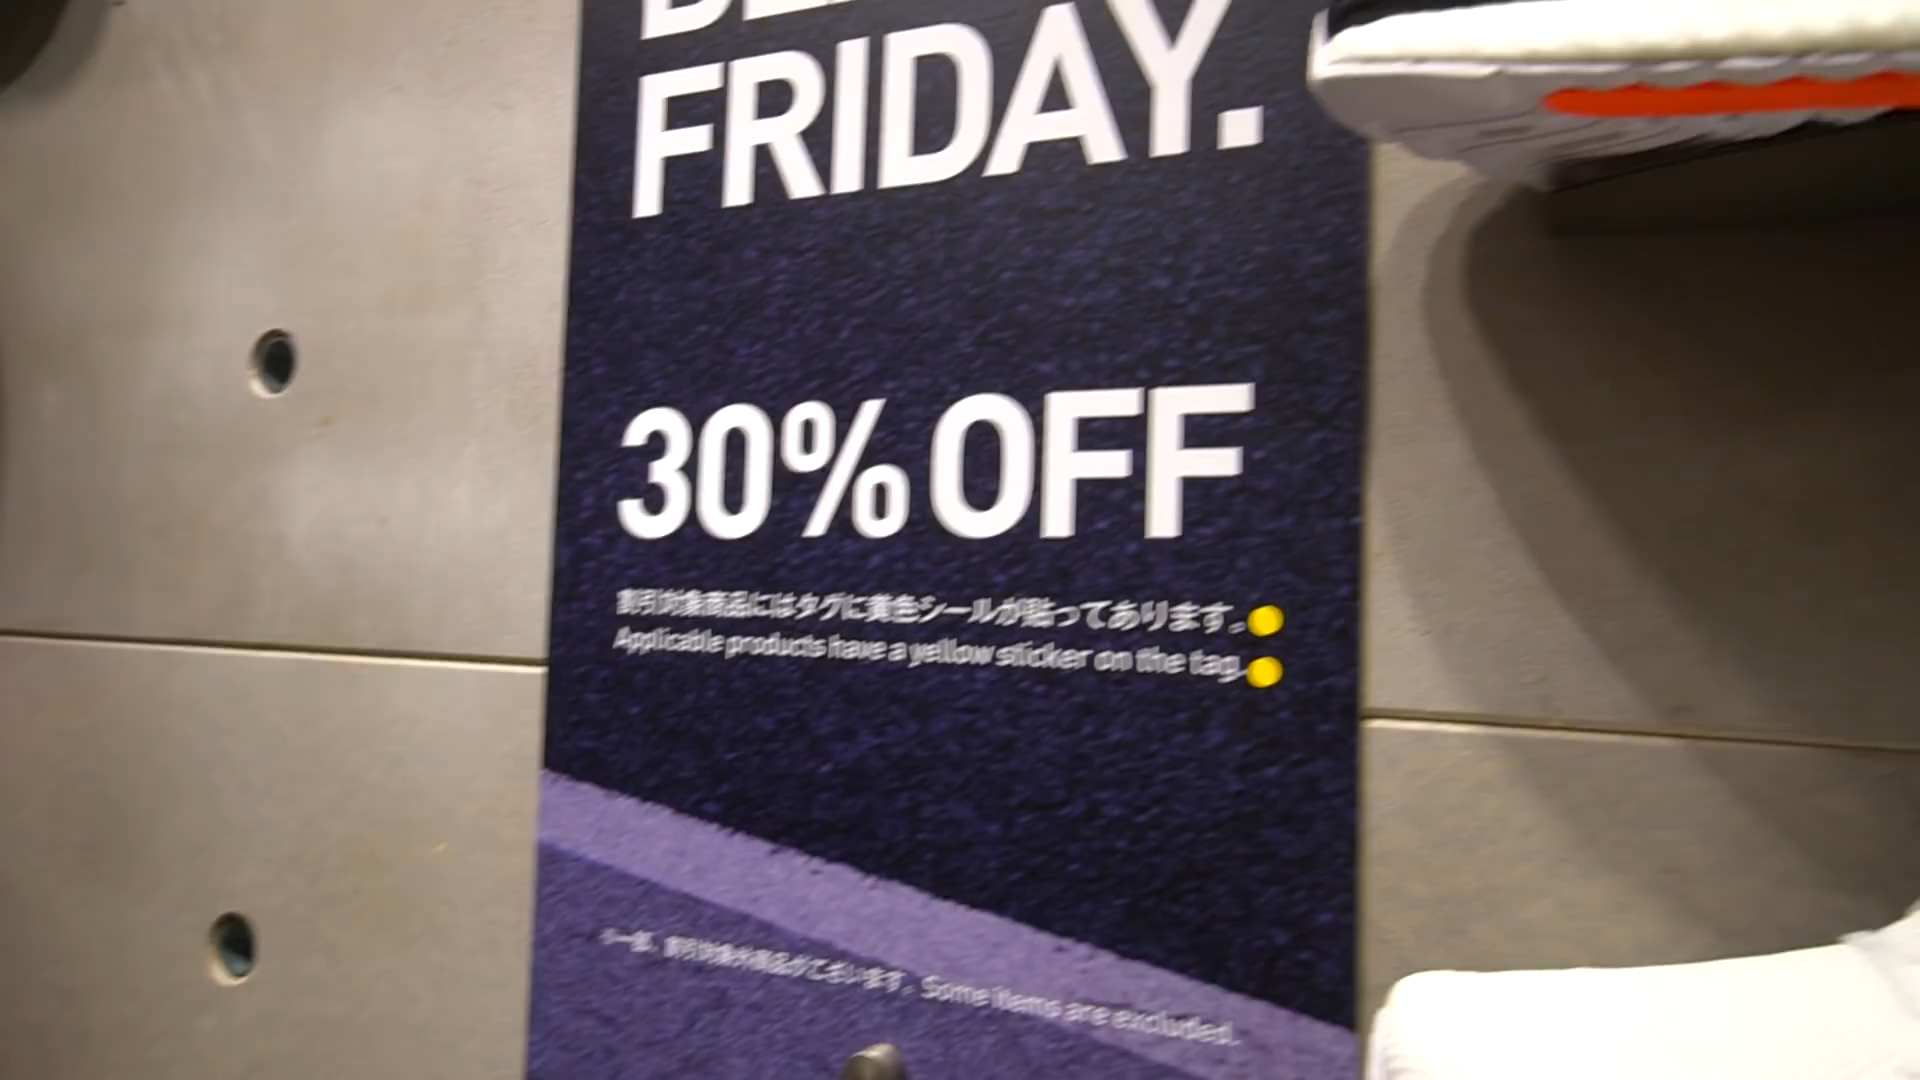 FRIDAY.
30% OFF
割引対象商品にはタグに黄色シールが貼ってあります。
Applicable products have a yellow sticker on the tag.
※一部、割引対象外商品がございます。Some items are excluded.